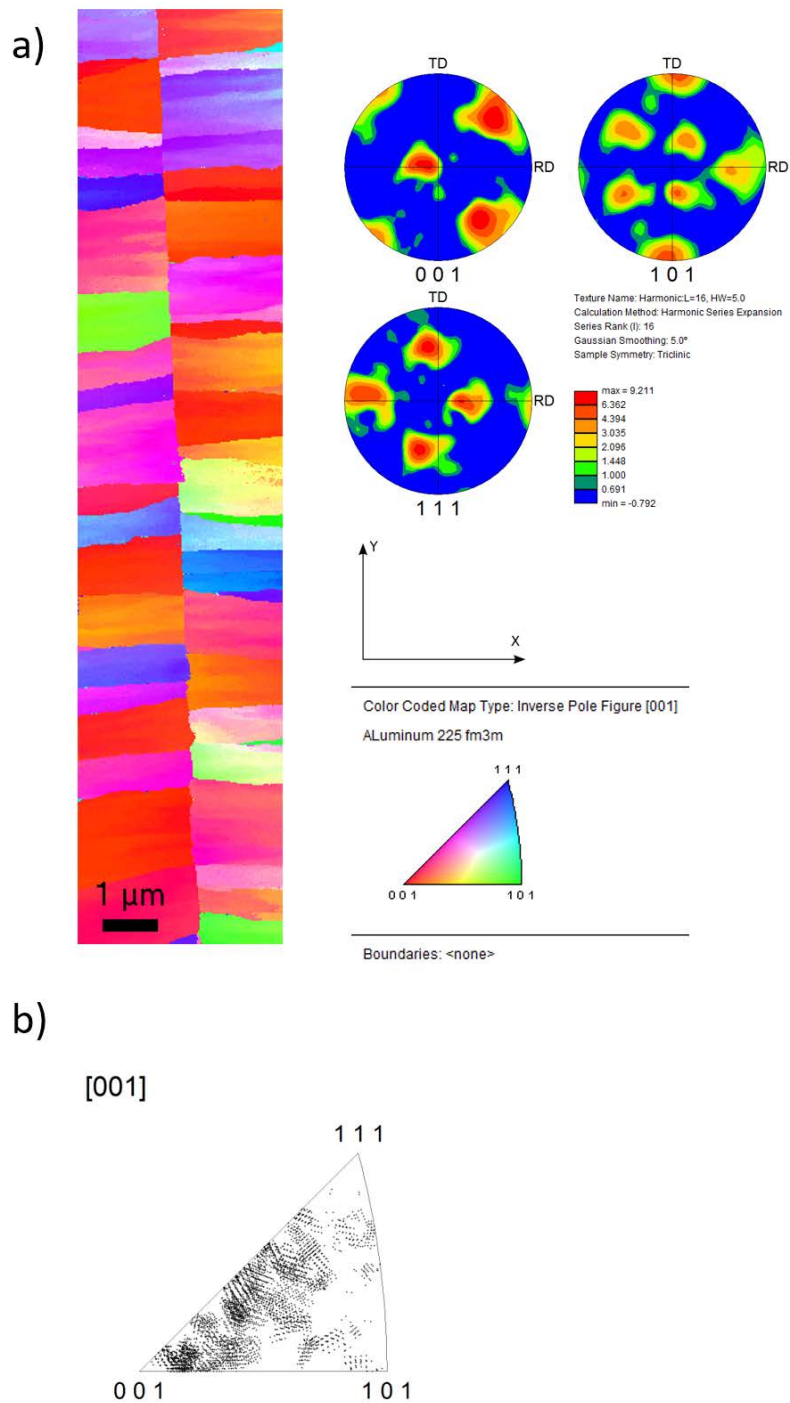 a)
TD
RD
0 0 1
TD
RD
1 0 1
TD
RD
1 1 1
Texture Name: Harmonic:L=16, HW=5.0
Calculation Method: Harmonic Series Expansion
Series Rank (l): 16
Gaussian Smoothing: 5.0°
Sample Symmetry: Triclinic
max = 9.211
6.362
4.394
3.035
2.096
1.448
1.000
0.691
min = -0.792
Y
X
Color Coded Map Type: Inverse Pole Figure [001]
ALuminum 225 fm3m
1 1 1
0 0 1
1 0 1
Boundaries: <none>
1 µm
b)
[001]
1 1 1
0 0 1
1 0 1